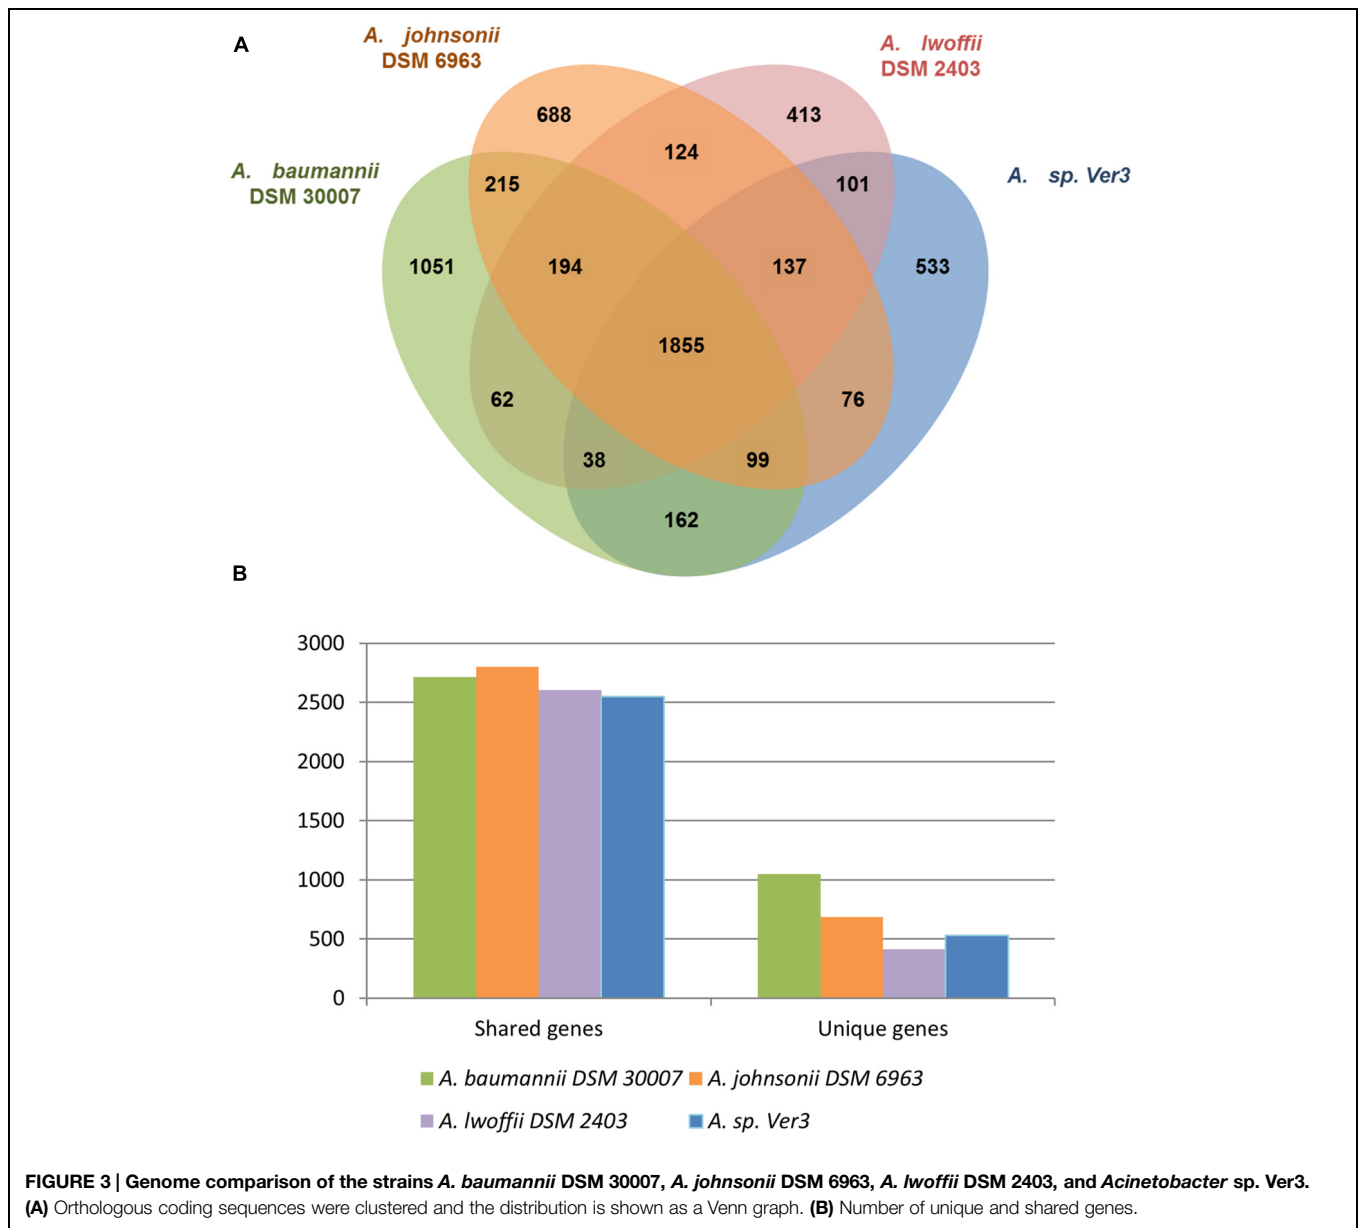 A
A. johnsonii
DSM 6963
A. lwoffii
DSM 2403
A. baumannii
DSM 30007
A. sp. Ver3
688
413
124
215
101
1051
194
137
533
1855
62
76
38
99
162
B
3000
2500
2000
1500
1000
500
0
Shared genes
Unique genes
A. baumannii DSM 30007
A. johnsonii DSM 6963
A. lwoffii DSM 2403
A. sp. Ver3
FIGURE 3 | Genome comparison of the strains A. baumannii DSM 30007, A. johnsonii DSM 6963, A. lwoffii DSM 2403, and Acinetobacter sp. Ver3.
(A) Orthologous coding sequences were clustered and the distribution is shown as a Venn graph. (B) Number of unique and shared genes.